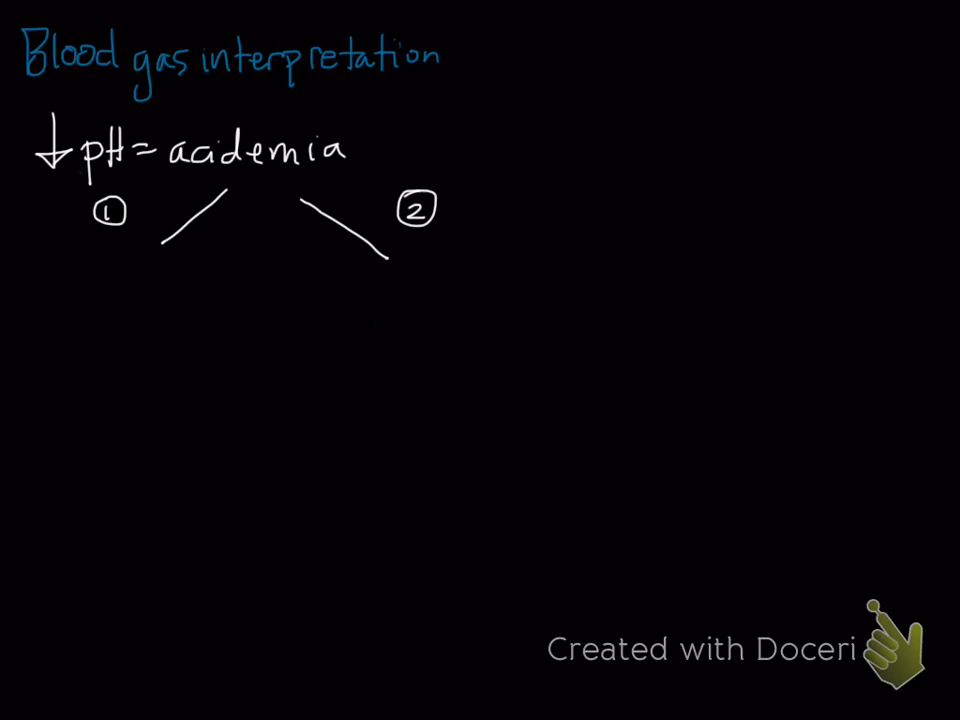 Blood gas interpretation
↓ pH = acidemia
① ②
Created with Doceri